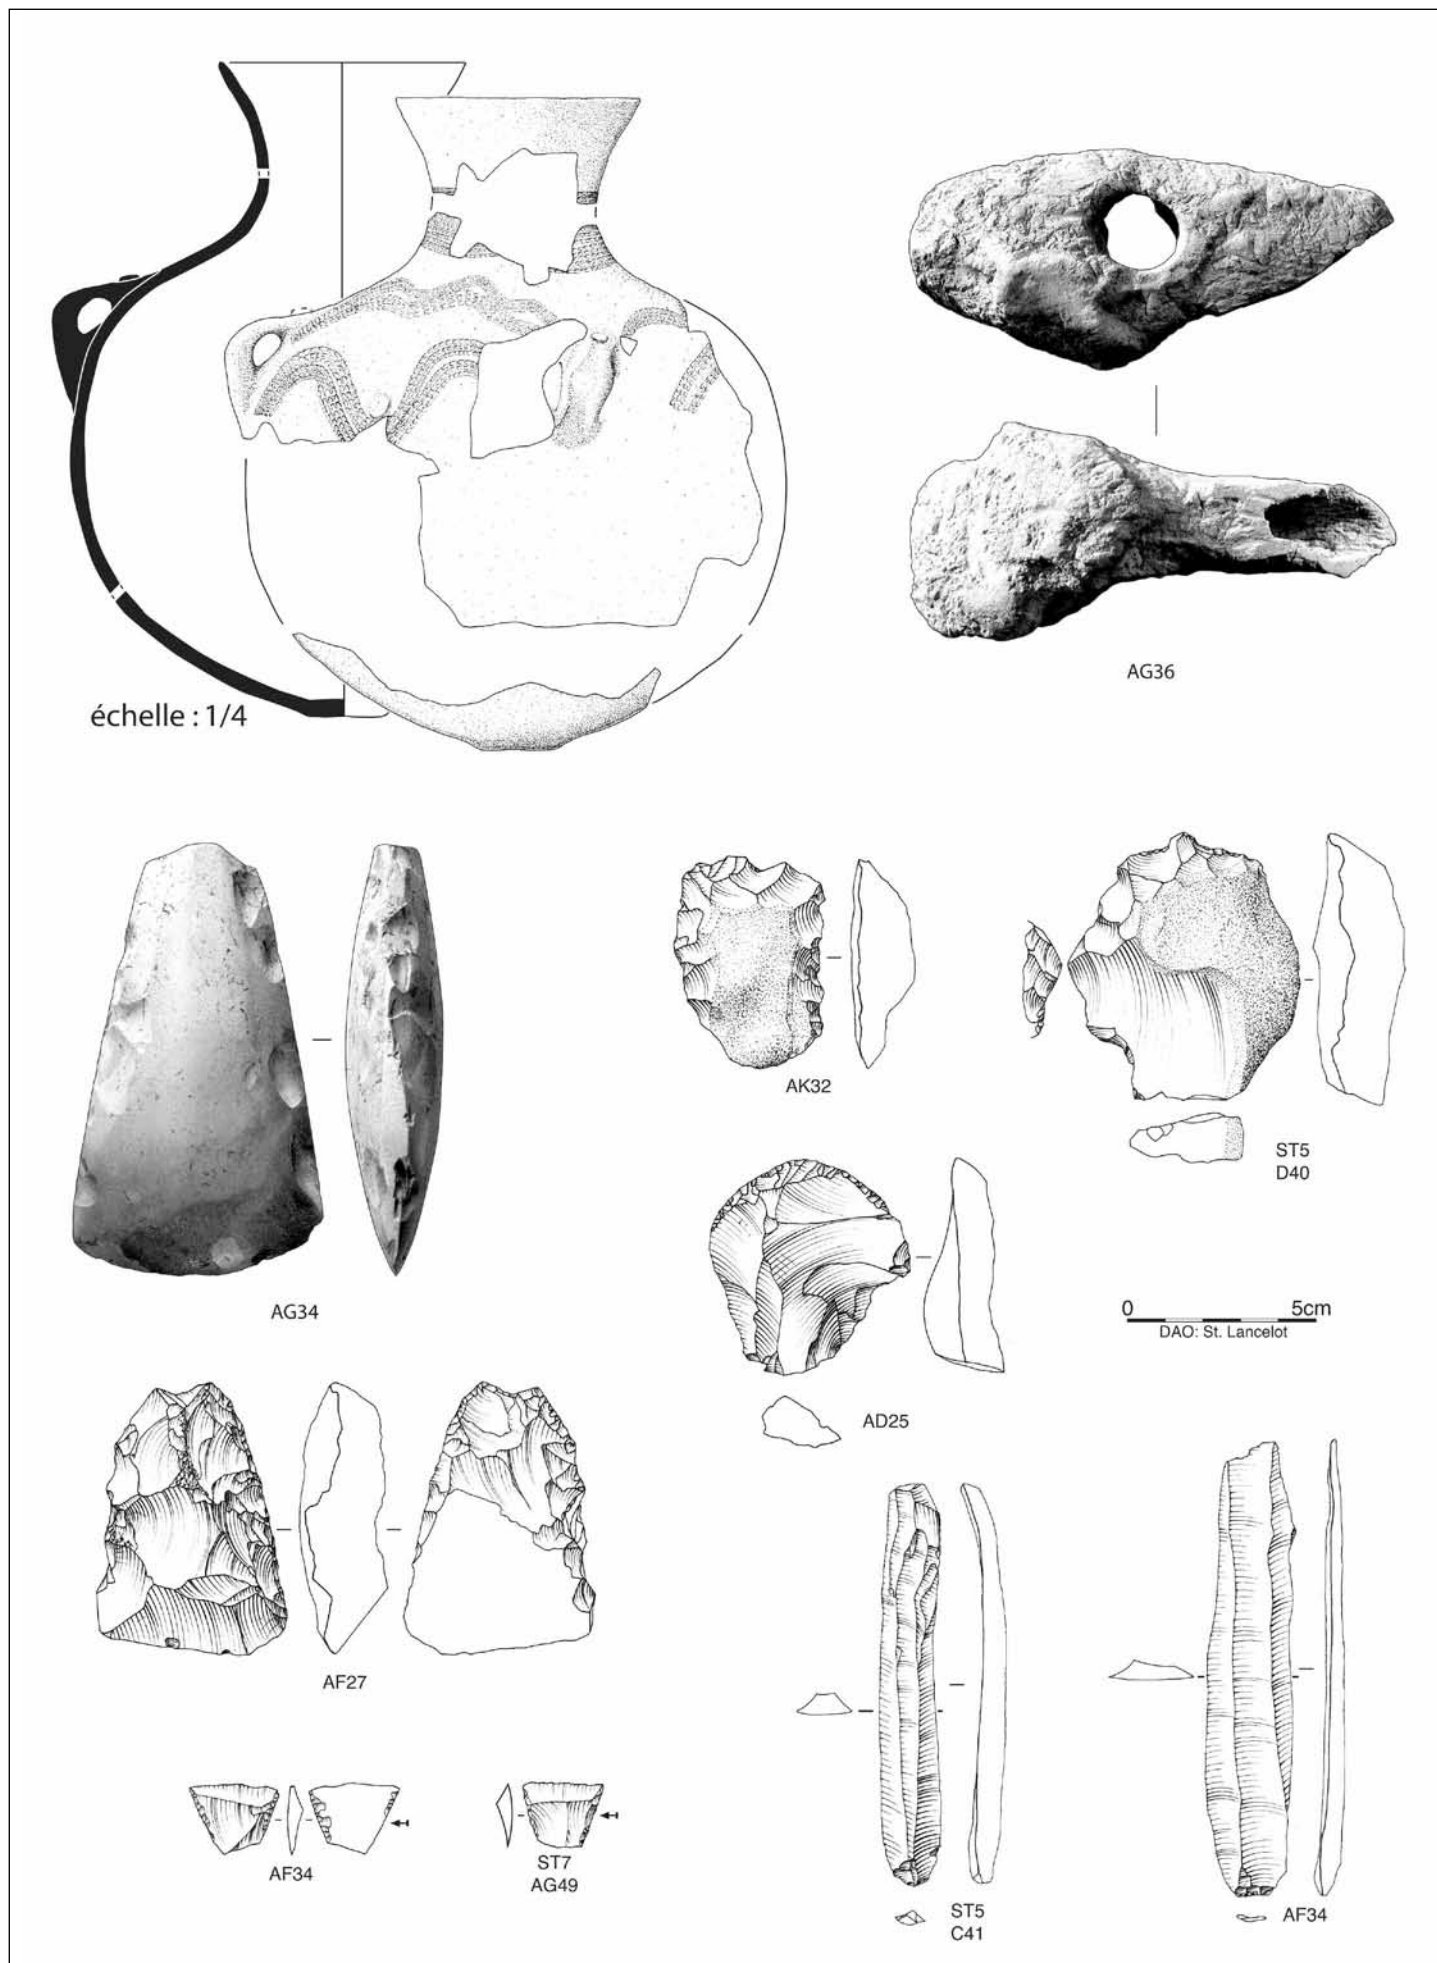 échelle : 1/4
AG36
AG34
AK32
ST5
D40
AD25
0 5cm
DAO: St. Lancelot
AF27
AF34
ST7
AG49
ST5
C41
AF34